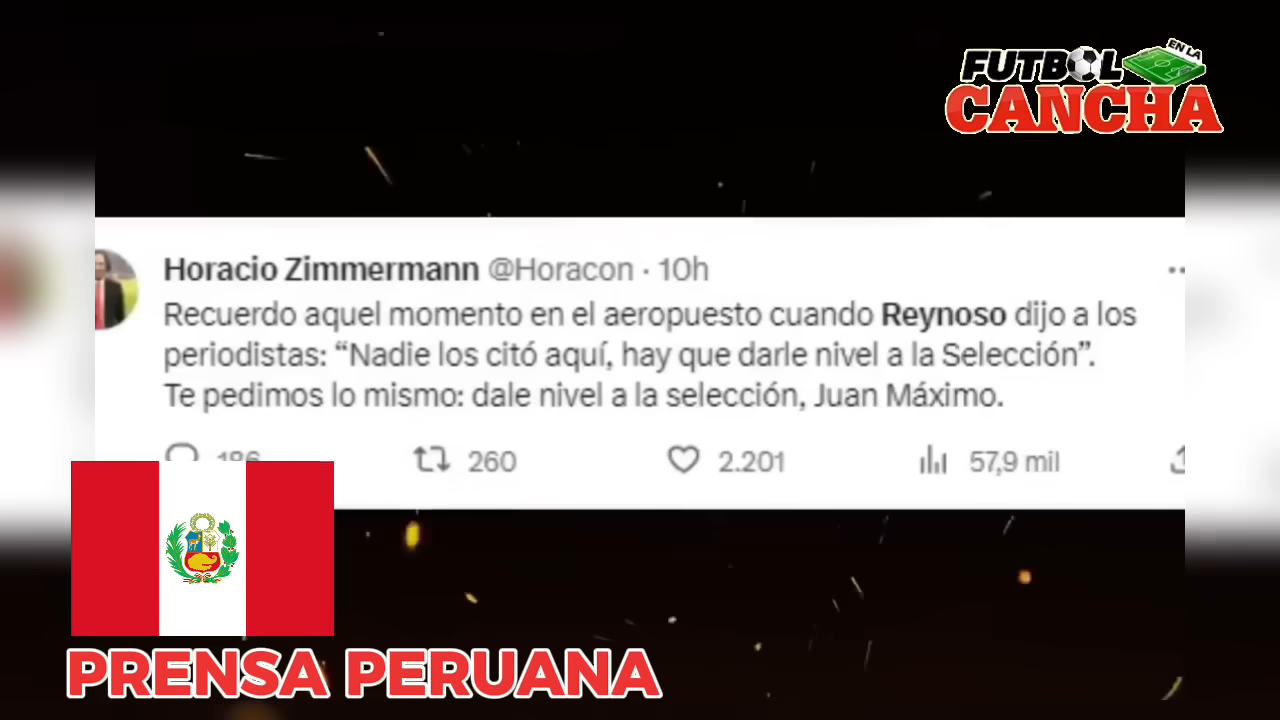 FUTBOL EN LA
CANCHA
Horacio Zimmermann @Horacon · 10h
Recuerdo aquel momento en el aeropuesto cuando Reynoso dijo a los
periodistas: “Nadie los citó aquí, hay que darle nivel a la Selección”.
Te pedimos lo mismo: dale nivel a la selección, Juan Máximo.
186 260 2.201 57,9 mil
PRENSA PERUANA